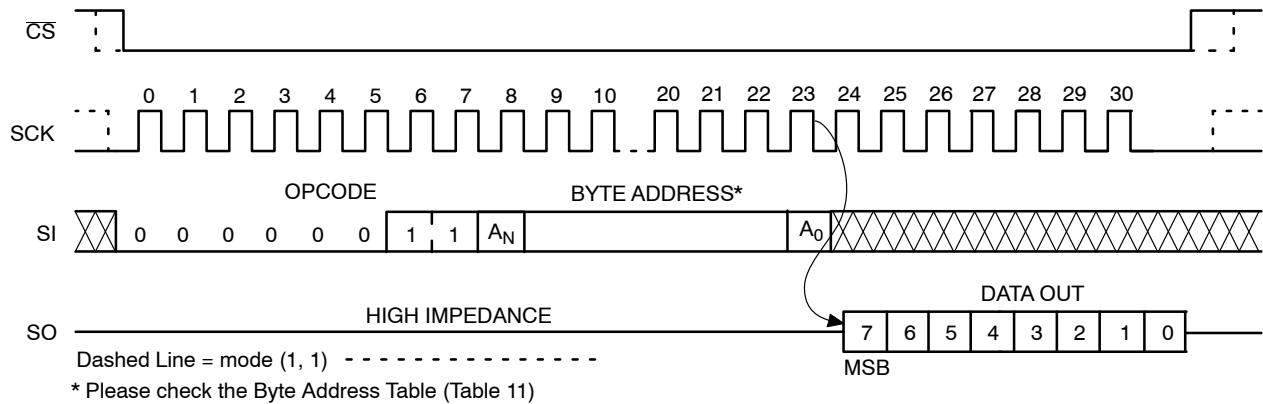 CS
0 1 2 3 4 5 6 7 8 9 10 20 21 22 23 24 25 26 27 28 29 30
SCK
OPCODE BYTE ADDRESS*
SI 0 0 0 0 0 0 1 1 AN A0
DATA OUT
HIGH IMPEDANCE
SO 7 6 5 4 3 2 1 0
Dashed Line = mode (1, 1)
MSB
* Please check the Byte Address Table (Table 11)